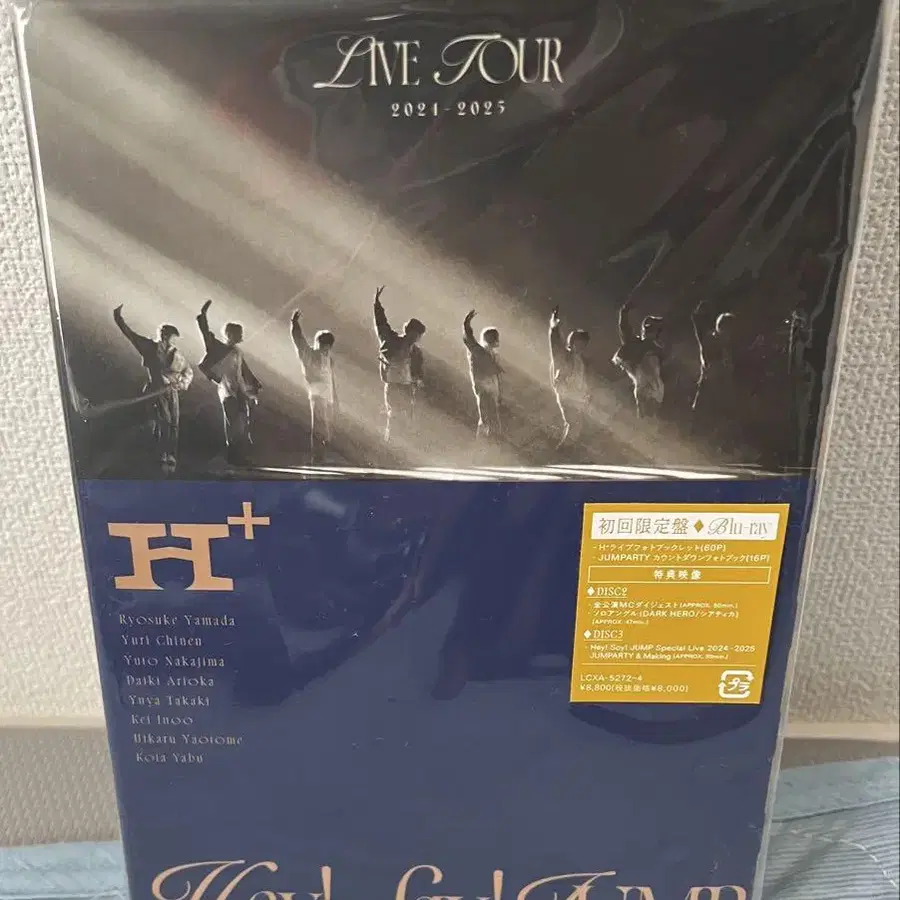 LIVE TOUR
2024-2025
H+
Ryosuke Yamada
Yuri Chinen
Yuto Nakajima
Daiki Arioka
Yuya Takaki
Kei Inoo
Hikaru Yaotome
Kota Yabu
初回限定盤◆Blu-ray
・H+ライブフォトブックレット(60P)
・JUMPARTY カウントダウンフォトブック(16P)
特典映像
◆DISC2
・全公演MCダイジェスト(APPROX. 50min.)
・ソロアングル(DARK HERO/シアティカ)
(APPROX. 47min.)
◆DISC3
・Hey! Say! JUMP Special Live 2024-2025
JUMPARTY & Making
LCXA-5272~4
¥8,800(税抜価格¥8,000)
プラ
Hey! Say! JUMP